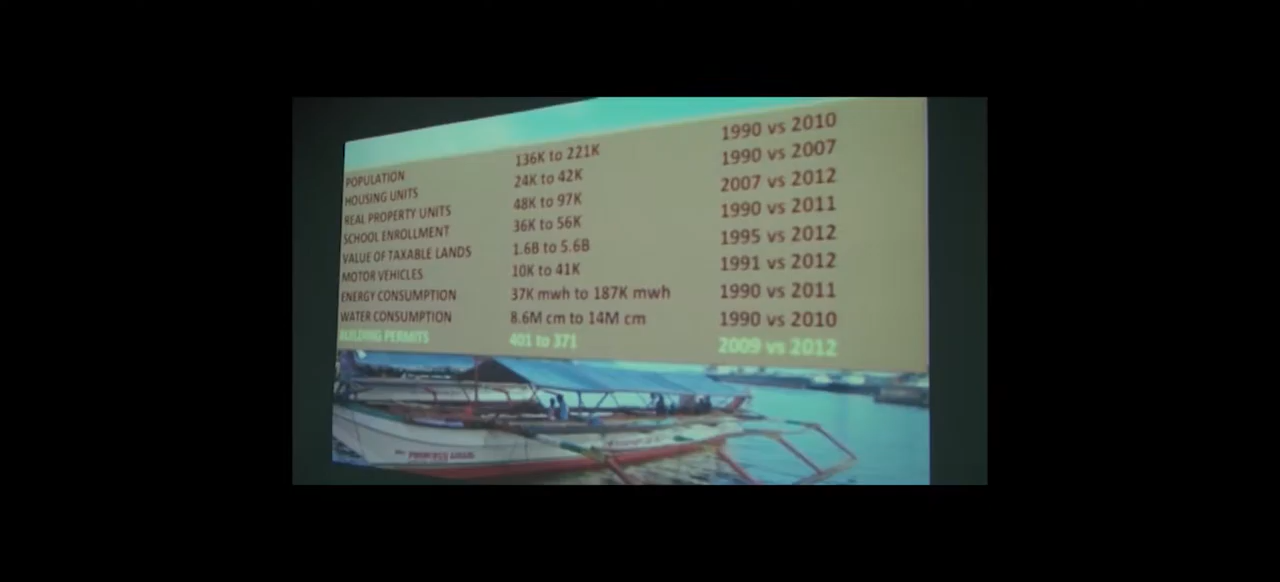 POPULATION 136K to 221K 1990 vs 2010
HOUSING UNITS 24K to 42K 1990 vs 2007
REAL PROPERTY UNITS 48K to 97K 2007 vs 2012
SCHOOL ENROLLMENT 36K to 56K 1990 vs 2011
VALUE OF TAXABLE LANDS 1.6B to 5.6B 1995 vs 2012
MOTOR VEHICLES 10K to 41K 1991 vs 2012
ENERGY CONSUMPTION 37K mwh to 187K mwh 1990 vs 2011
WATER CONSUMPTION 8.6M cm to 14M cm 1990 vs 2010
BUILDING PERMITS 401 to 371 2009 vs 2012